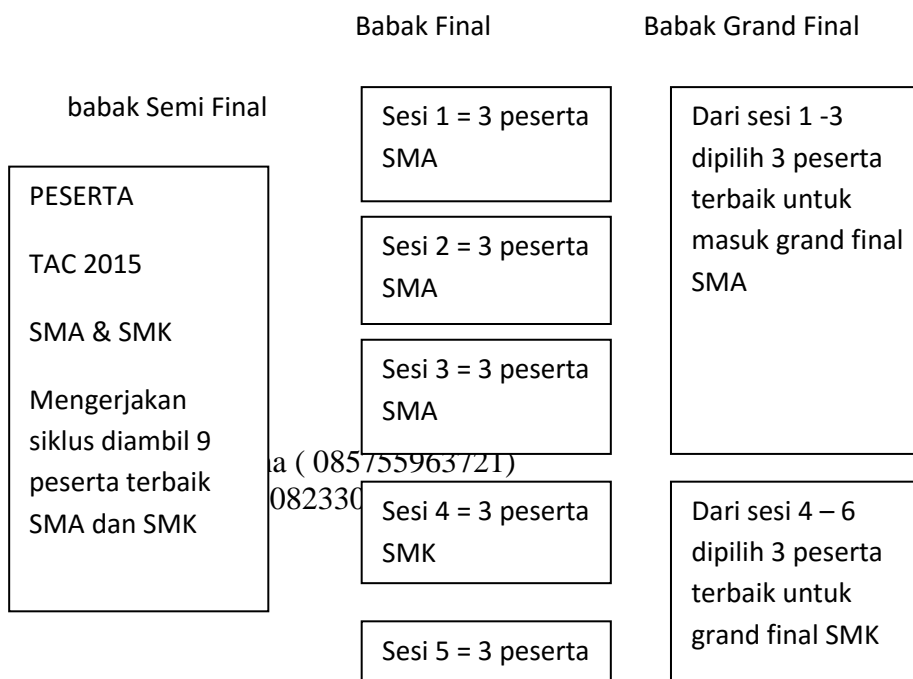 Babak Final
Babak Grand Final
babak Semi Final
PESERTA
TAC 2015
SMA & SMK
Mengerjakan
siklus diambil 9
peserta terbaik
SMA dan SMK
Sesi 1 = 3 peserta
SMA
Sesi 2 = 3 peserta
SMA
Sesi 3 = 3 peserta
SMA
a ( 085755963721)
082330
Sesi 4 = 3 peserta
SMK
Sesi 5 = 3 peserta
Dari sesi 1 -3
dipilih 3 peserta
terbaik untuk
masuk grand final
SMA
Dari sesi 4 – 6
dipilih 3 peserta
terbaik untuk
grand final SMK